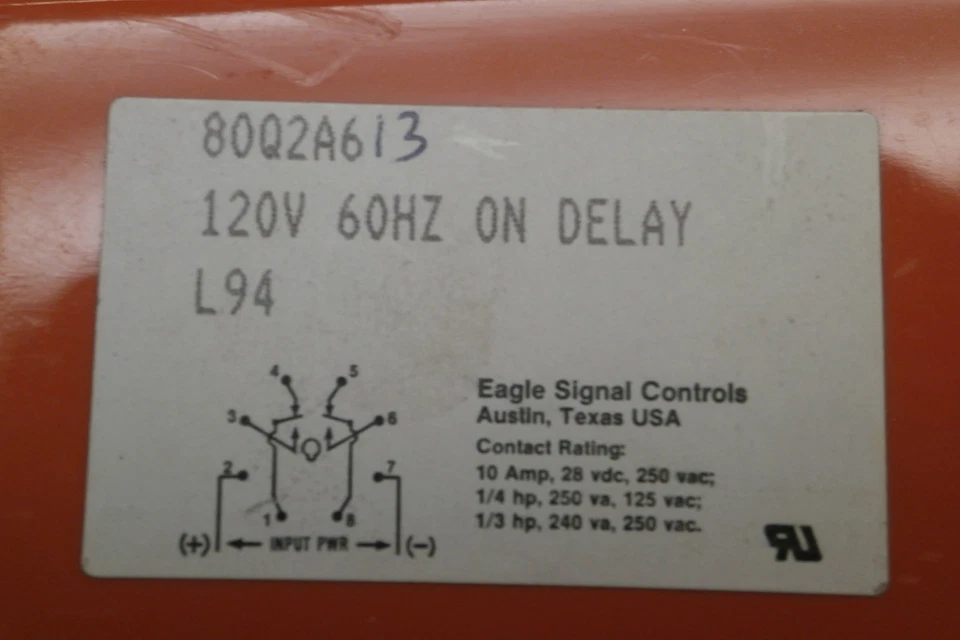 80Q2A613
120V 60HZ ON DELAY
L94
4 5
3 6
2 7
1 8
(+) INPUT PWR (-)
Eagle Signal Controls
Austin, Texas USA
Contact Rating:
10 Amp, 28 vdc, 250 vac;
1/4 hp, 250 va, 125 vac;
1/3 hp, 240 va, 250 vac.
RU